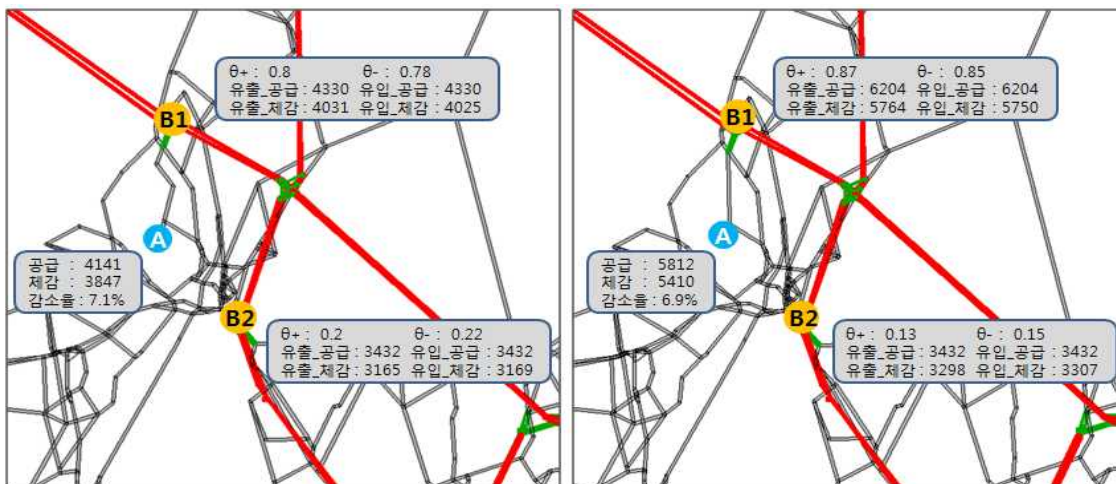 θ+ : 0.8 θ- : 0.78
유출_공급 : 4330 유입_공급 : 4330
유출_체감 : 4031 유입_체감 : 4025
B1
A
공급 : 4141
체감 : 3847
감소율 : 7.1%
B2
θ+ : 0.2 θ- : 0.22
유출_공급 : 3432 유입_공급 : 3432
유출_체감 : 3165 유입_체감 : 3169
θ+ : 0.87 θ- : 0.85
유출_공급 : 6204 유입_공급 : 6204
유출_체감 : 5764 유입_체감 : 5750
B1
A
공급 : 5812
체감 : 5410
감소율 : 6.9%
B2
θ+ : 0.13 θ- : 0.15
유출_공급 : 3432 유입_공급 : 3432
유출_체감 : 3298 유입_체감 : 3307